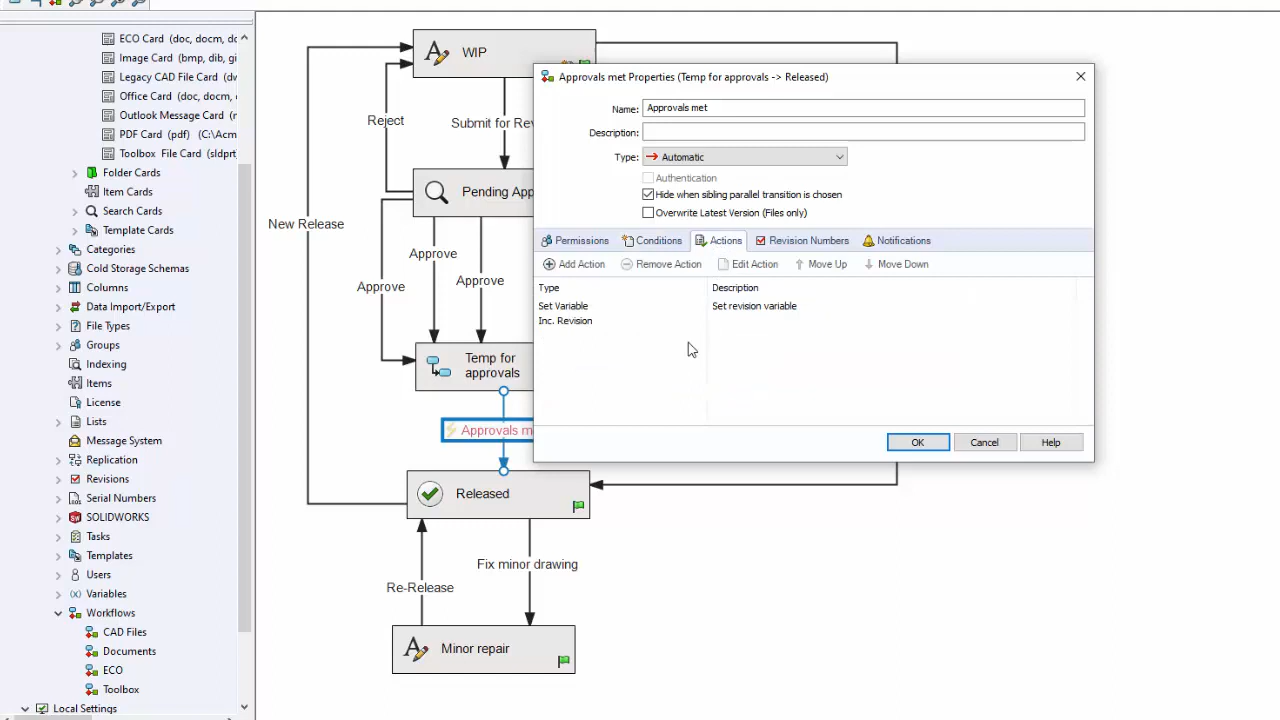 ECO Card (doc, docm, dc
Image Card (bmp, dib, gi
Legacy CAD File Card (dw
Office Card (doc, docm,
Outlook Message Card (m
PDF Card (pdf) (C:\Acm
Toolbox File Card (sldprt
Folder Cards
Item Cards
Search Cards
Template Cards
Categories
Cold Storage Schemas
Columns
Data Import/Export
File Types
Groups
Indexing
Items
License
Lists
Message System
Replication
Revisions
Serial Numbers
SOLIDWORKS
Tasks
Templates
Users
Variables
Workflows
CAD Files
Documents
ECO
Toolbox
Local Settings
WIP
Reject
Submit for Rev
Pending App
New Release
Approve
Approve
Approve
Temp for
approvals
Approvals m
Released
Fix minor drawing
Re-Release
Minor repair
Approvals met Properties (Temp for approvals -> Released)
Name: Approvals met
Description:
Type: Automatic
Authentication
Hide when sibling parallel transition is chosen
Overwrite Latest Version (Files only)
Permissions Conditions Actions Revision Numbers Notifications
Add Action Remove Action Edit Action Move Up Move Down
Type Description
Set Variable Set revision variable
Inc. Revision
OK Cancel Help